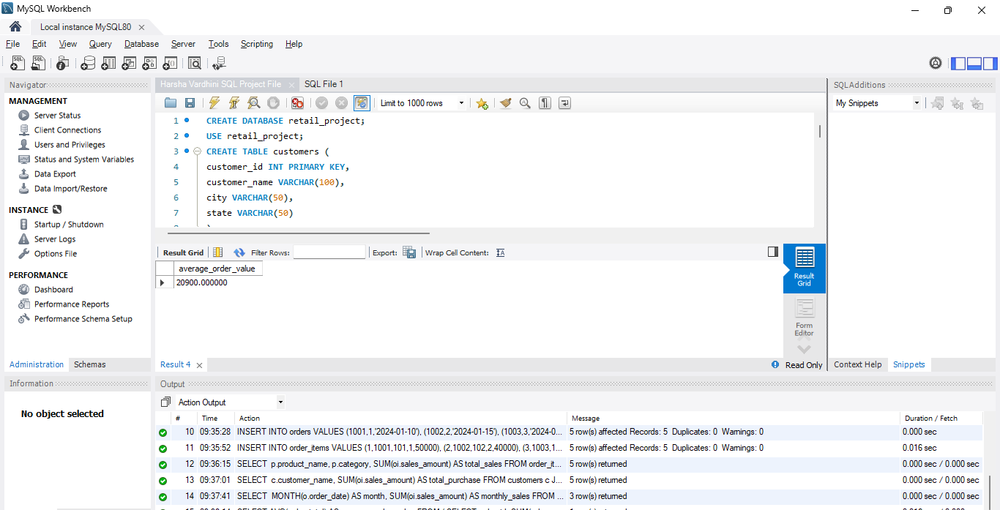 MySQL Workbench
Local instance MySQL80
File Edit View Query Database Server Tools Scripting Help
Navigator
MANAGEMENT
Server Status
Client Connections
Users and Privileges
Status and System Variables
Data Export
Data Import/Restore
INSTANCE
Startup / Shutdown
Server Logs
Options File
PERFORMANCE
Dashboard
Performance Reports
Performance Schema Setup
Administration Schemas
Information
No object selected
Harsha Vardhini SQL Project File SQL File 1
Limit to 1000 rows
1 CREATE DATABASE retail_project;
2 USE retail_project;
3 CREATE TABLE customers (
4 customer_id INT PRIMARY KEY,
5 customer_name VARCHAR(100),
6 city VARCHAR(50),
7 state VARCHAR(50)
Result Grid Filter Rows: Export: Wrap Cell Content:
average_order_value
20900.000000
Result Grid
Form Editor
Result 4 Read Only
SQLAdditions
My Snippets
Context Help Snippets
Output
Action Output
# Time Action Message Duration / Fetch
10 09:35:28 INSERT INTO orders VALUES (1001,1,'2024-01-10'), (1002,2,'2024-01-15'), (1003,3,'2024-0... 5 row(s) affected Records: 5 Duplicates: 0 Warnings: 0 0.000 sec
11 09:35:52 INSERT INTO order_items VALUES (1,1001,101,1,50000), (2,1002,102,2,40000), (3,1003,1... 5 row(s) affected Records: 5 Duplicates: 0 Warnings: 0 0.016 sec
12 09:36:15 SELECT p.product_name, p.category, SUM(oi.sales_amount) AS total_sales FROM order_it... 5 row(s) returned 0.000 sec / 0.000 sec
13 09:37:01 SELECT c.customer_name, SUM(oi.sales_amount) AS total_purchase FROM customers c J... 5 row(s) returned 0.000 sec / 0.000 sec
14 09:37:41 SELECT MONTH(o.order_date) AS month, SUM(oi.sales_amount) AS monthly_sales FROM ... 3 row(s) returned 0.000 sec / 0.000 sec